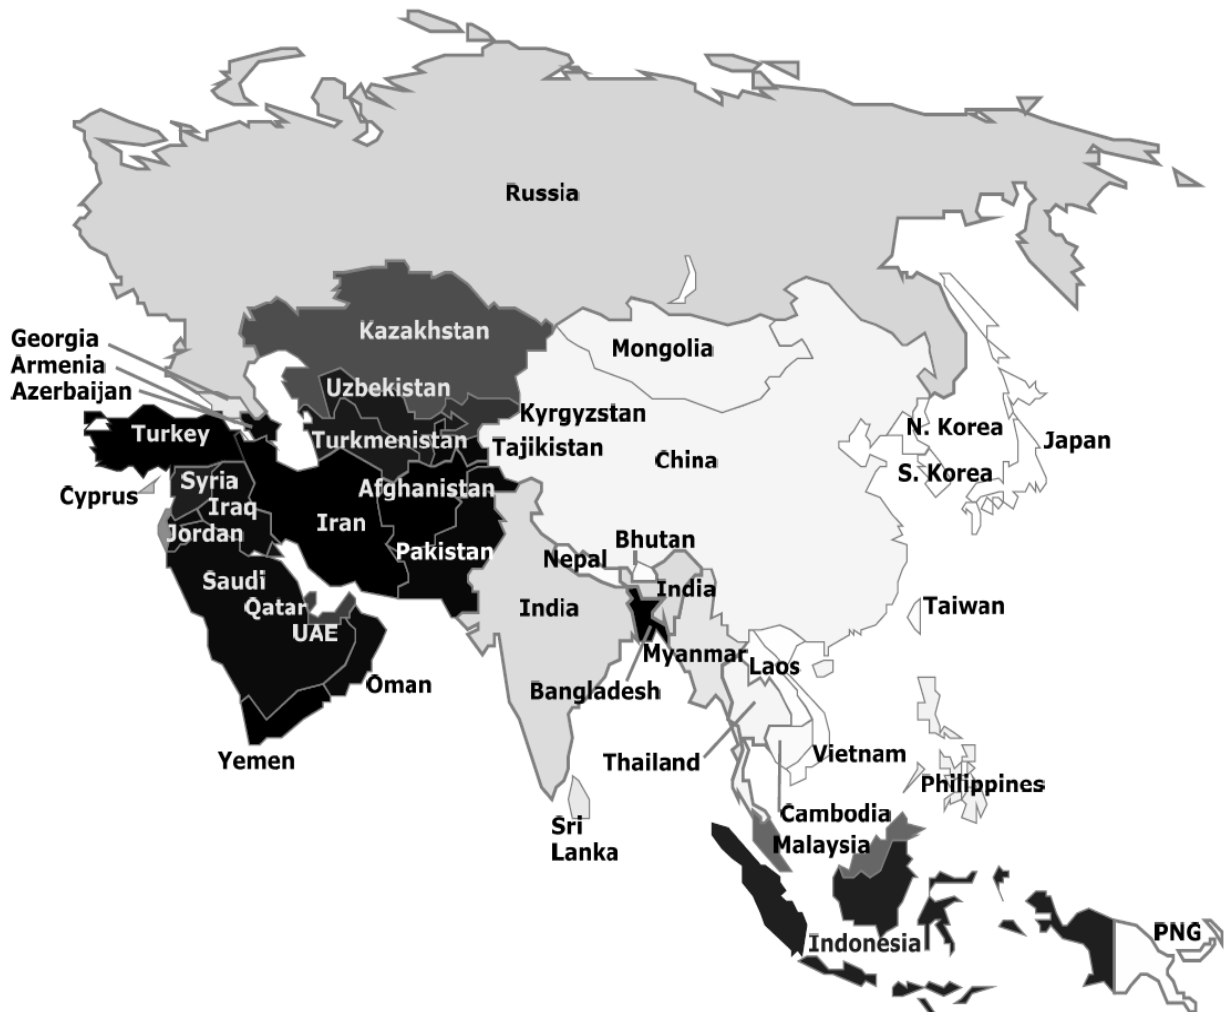 Russia
Georgia
Armenia
Azerbaijan
Kazakhstan
Mongolia
Uzbekistan
Kyrgyzstan
Turkey
Turkmenistan
Tajikistan
N. Korea
Japan
China
S. Korea
Cyprus
Syria
Afghanistan
Iraq
Iran
Jordan
Pakistan
Nepal
Bhutan
Saudi
India
India
Qatar
Taiwan
UAE
Myanmar
Laos
Oman
Bangladesh
Yemen
Thailand
Vietnam
Philippines
Cambodia
Sri
Lanka
Malaysia
Indonesia
PNG